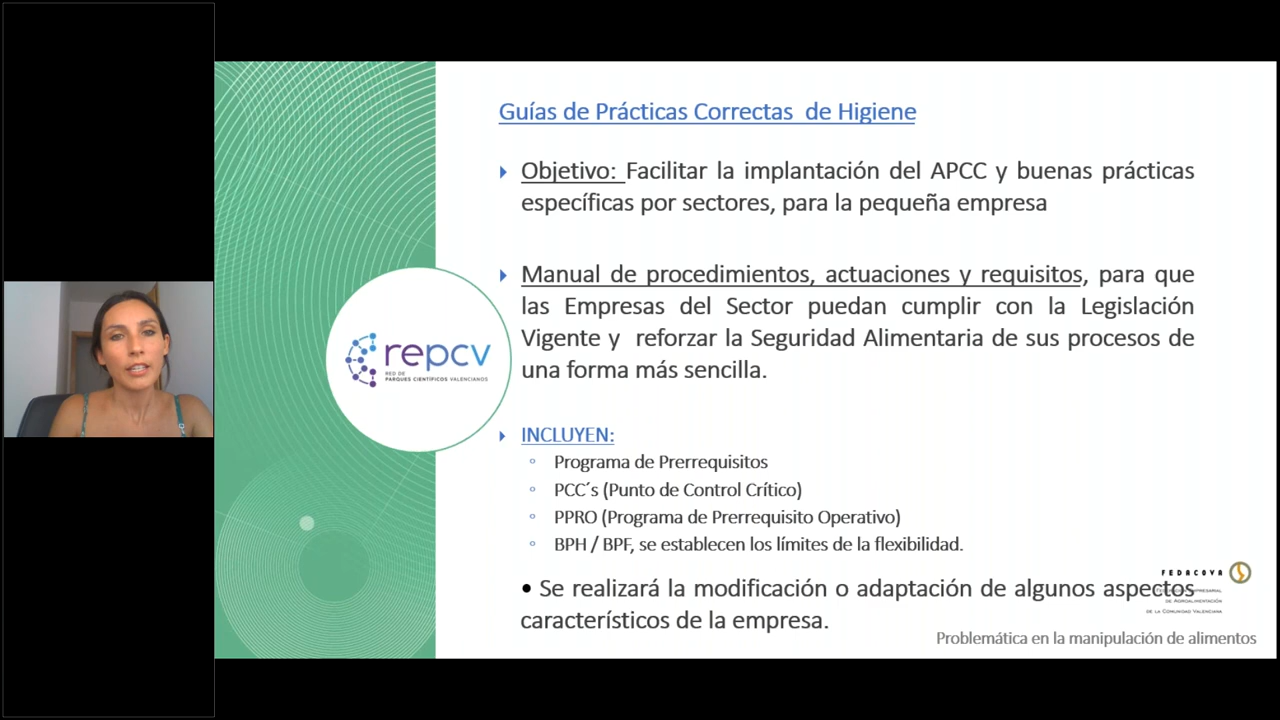 Guías de Prácticas Correctas de Higiene
Objetivo: Facilitar la implantación del APCC y buenas prácticas
específicas por sectores, para la pequeña empresa
Manual de procedimientos, actuaciones y requisitos, para que
las Empresas del Sector puedan cumplir con la Legislación
Vigente y reforzar la Seguridad Alimentaria de sus procesos de
una forma más sencilla.
repcv
RED DE
PARQUES CIENTÍFICOS VALENCIANOS
INCLUYEN:
Programa de Prerrequisitos
PCC´s (Punto de Control Crítico)
PPRO (Programa de Prerrequisito Operativo)
BPH / BPF, se establecen los límites de la flexibilidad.
• Se realizará la modificación o adaptación de algunos aspectos
característicos de la empresa.
FEDACOVA
EMPRESARIAL
DE AGROALIMENTACIÓN
DE LA COMUNIDAD VALENCIANA
Problemática en la manipulación de alimentos